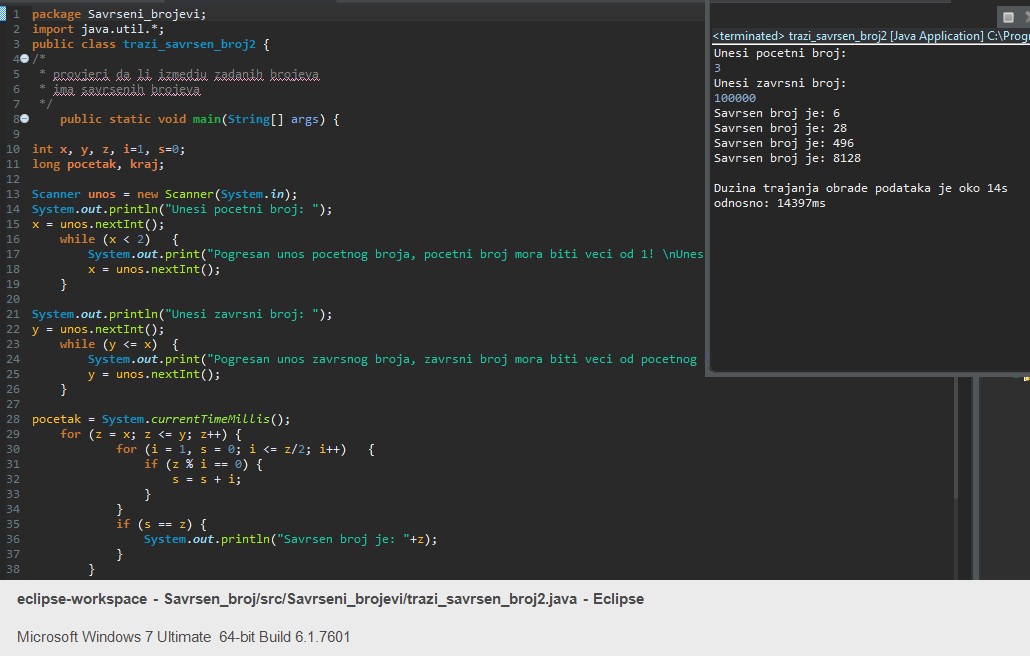 1 package Savrseni_brojevi;
2 import java.util.*;
3 public class trazi_savrsen_broj2 {
4 /*
5 * provjeri da li izmedju zadanih brojeva
6 * ima savrsenih brojeva
7 */
8 public static void main(String[] args) {
9
10 int x, y, z, i=1, s=0;
11 long pocetak, kraj;
12
13 Scanner unos = new Scanner(System.in);
14 System.out.println("Unesi pocetni broj: ");
15 x = unos.nextInt();
16 while (x < 2) {
17 System.out.print("Pogresan unos pocetnog broja, pocetni broj mora biti veci od 1! \nUnes
18 x = unos.nextInt();
19 }
20
21 System.out.println("Unesi zavrsni broj: ");
22 y = unos.nextInt();
23 while (y <= x) {
24 System.out.print("Pogresan unos zavrsnog broja, zavrsni broj mora biti veci od pocetnog
25 y = unos.nextInt();
26 }
27
28 pocetak = System.currentTimeMillis();
29 for (z = x; z <= y; z++) {
30 for (i = 1, s = 0; i <= z/2; i++) {
31 if (z % i == 0) {
32 s = s + i;
33 }
34 }
35 if (s == z) {
36 System.out.println("Savrsen broj je: "+z);
37 }
38 }
<terminated> trazi_savrsen_broj2 [Java Application] C:\Progr
Unesi pocetni broj:
3
Unesi zavrsni broj:
100000
Savrsen broj je: 6
Savrsen broj je: 28
Savrsen broj je: 496
Savrsen broj je: 8128
Duzina trajanja obrade podataka je oko 14s
odnosno: 14397ms
eclipse-workspace - Savrsen_broj/src/Savrseni_brojevi/trazi_savrsen_broj2.java - Eclipse
Microsoft Windows 7 Ultimate 64-bit Build 6.1.7601